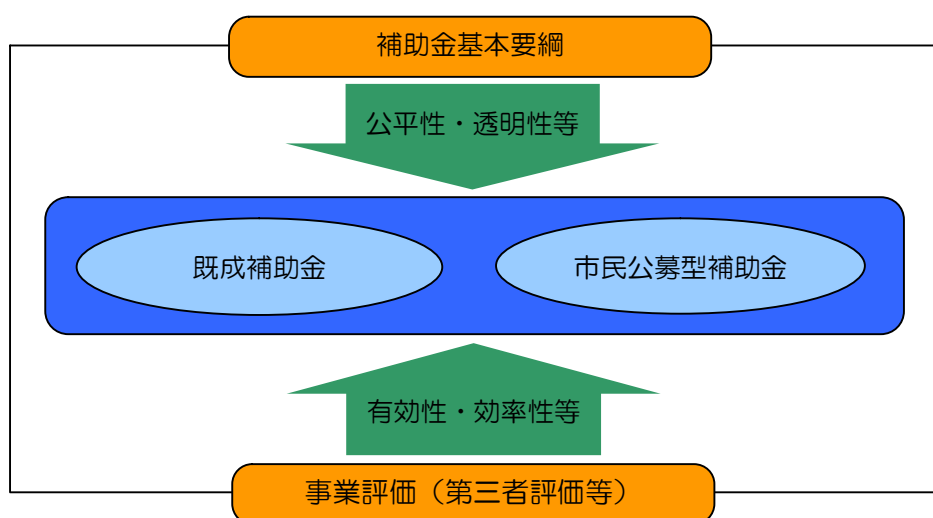 補助金基本要綱
公平性・透明性等
既成補助金
市民公募型補助金
有効性・効率性等
事業評価（第三者評価等）